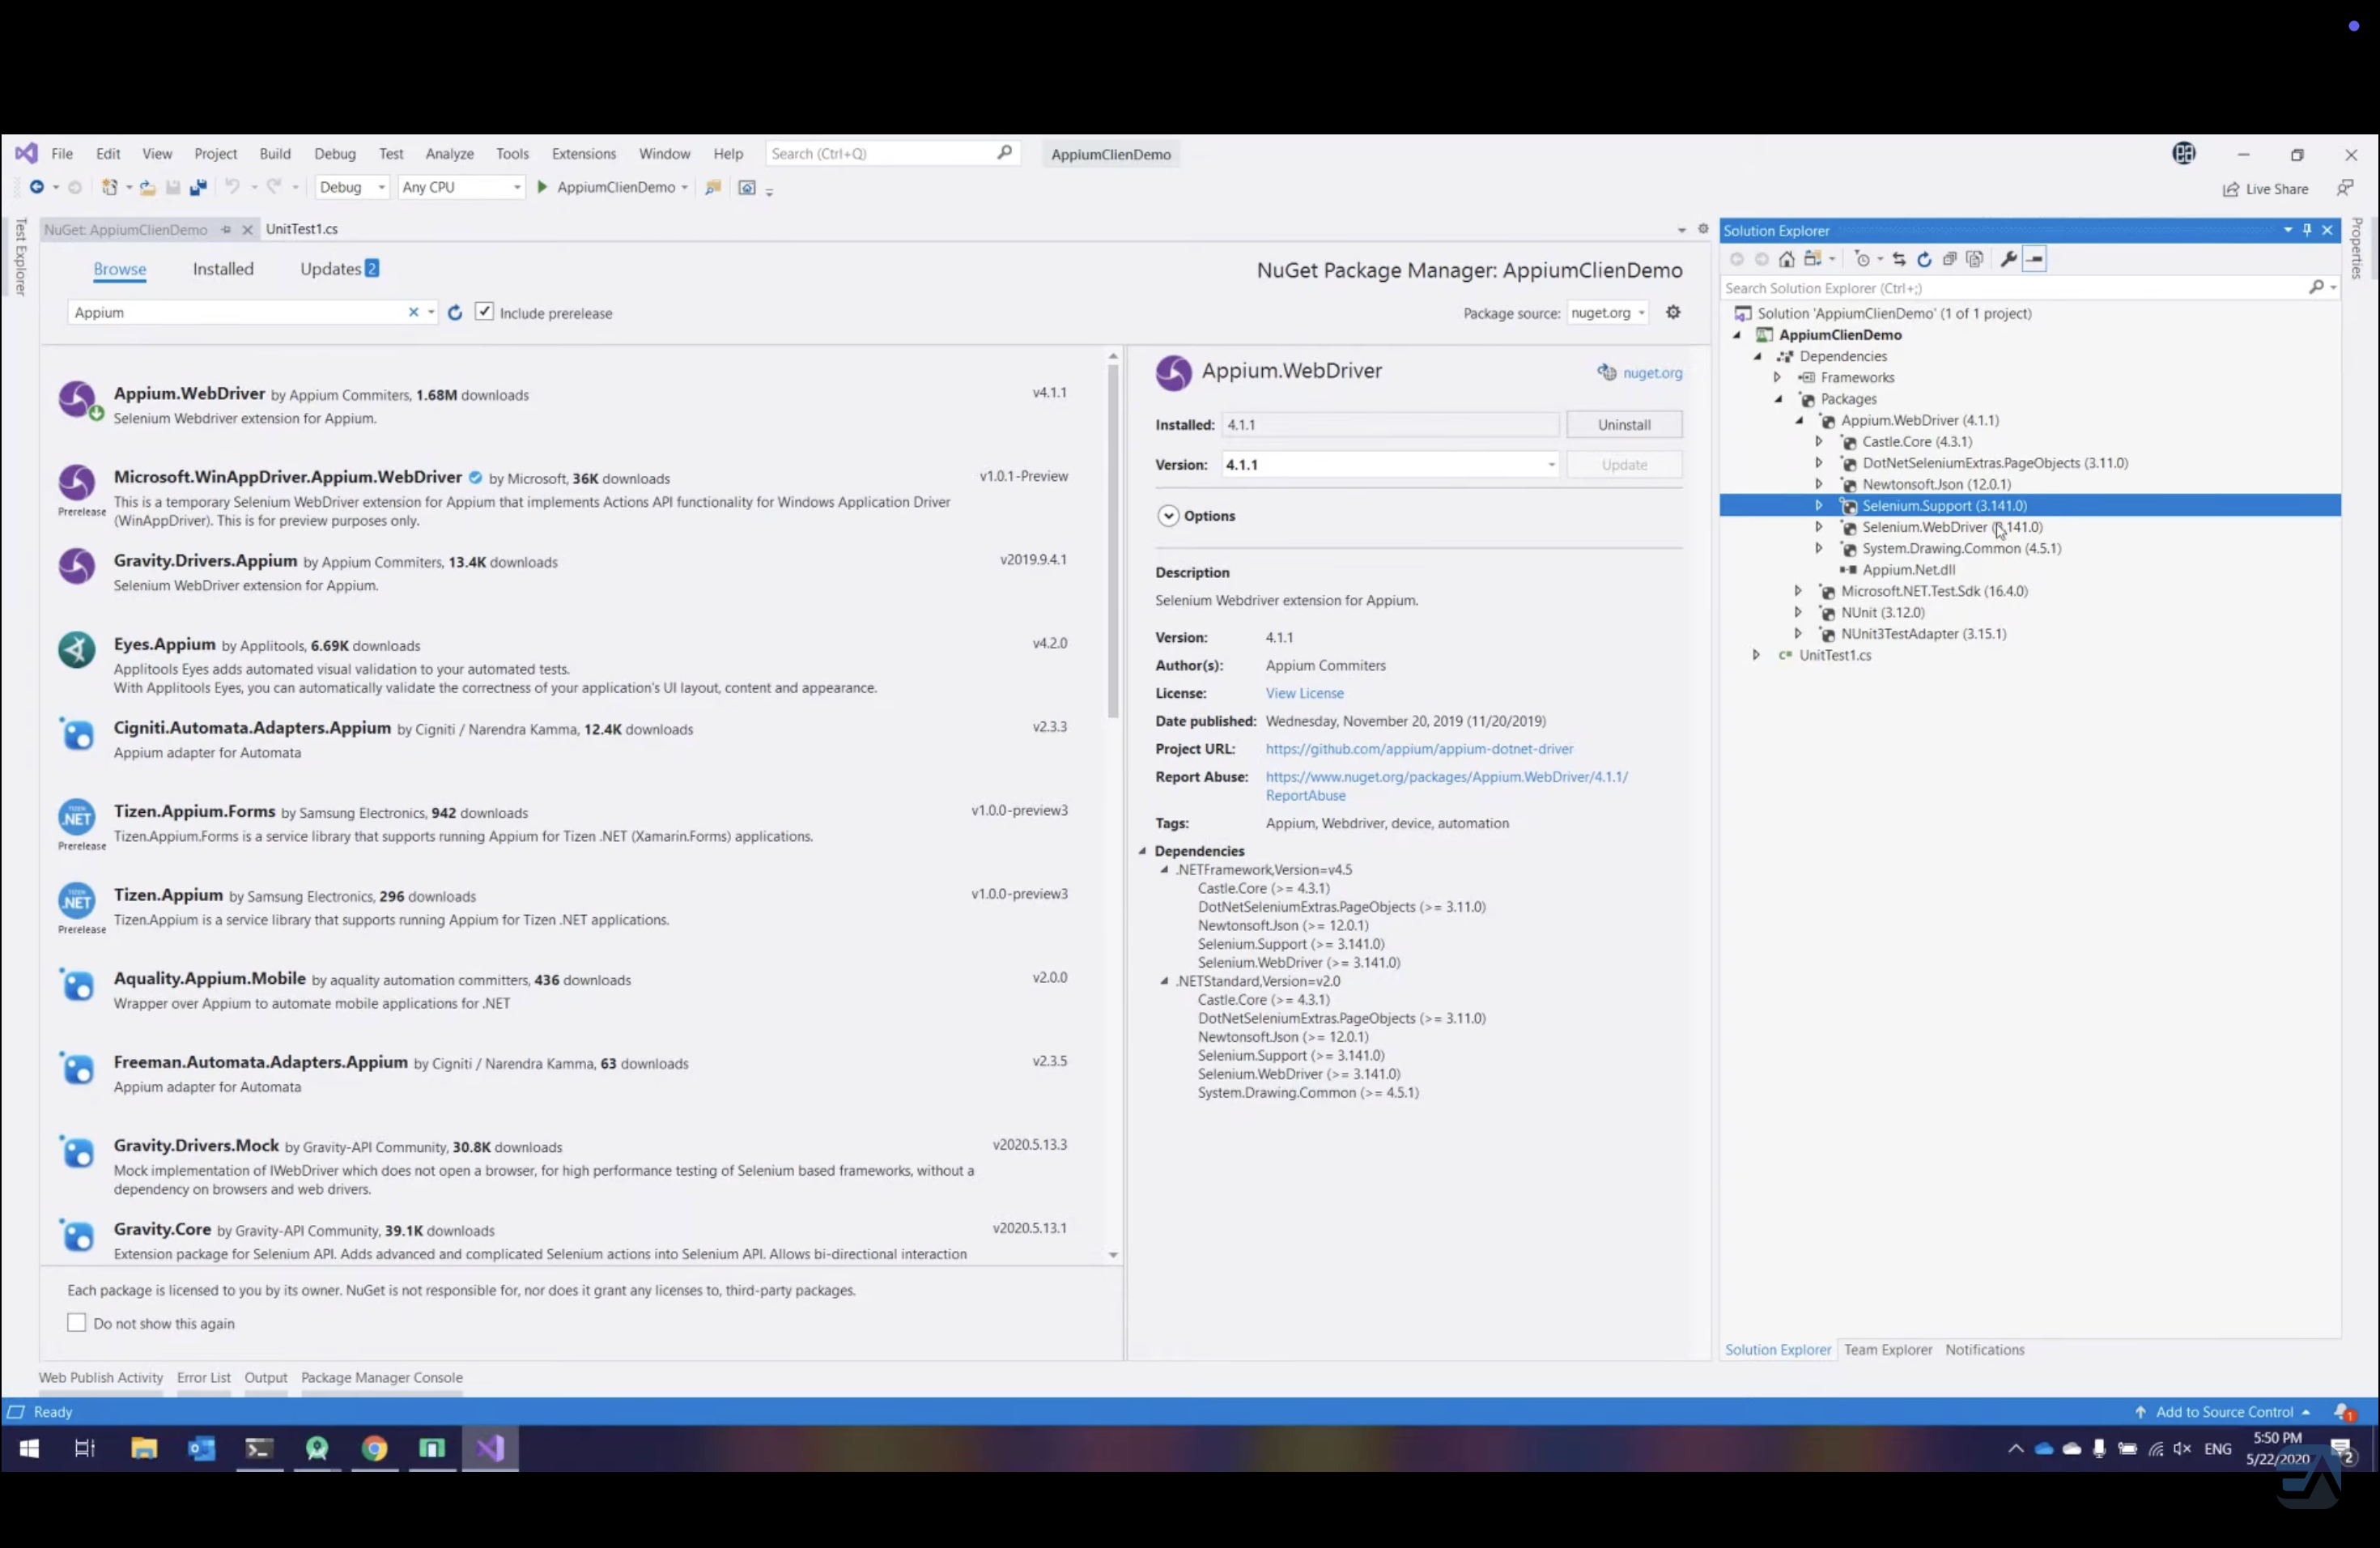 File Edit View Project Build Debug Test Analyze Tools Extensions Window Help Search (Ctrl+Q) AppiumClienDemo
Debug Any CPU AppiumClienDemo Live Share
Test Explorer
NuGet: AppiumClienDemo UnitTest1.cs
Browse Installed Updates 2
NuGet Package Manager: AppiumClienDemo
Appium Include prerelease
Package source: nuget.org
Appium.WebDriver by Appium Commiters, 1.68M downloads v4.1.1
Selenium Webdriver extension for Appium.
Microsoft.WinAppDriver.Appium.WebDriver by Microsoft, 36K downloads v1.0.1-Preview
Prerelease
This is a temporary Selenium WebDriver extension for Appium that implements Actions API functionality for Windows Application Driver
(WinAppDriver). This is for preview purposes only.
Gravity.Drivers.Appium by Appium Commiters, 13.4K downloads v2019.9.4.1
Selenium WebDriver extension for Appium.
Eyes.Appium by Applitools, 6.69K downloads v4.2.0
Applitools Eyes adds automated visual validation to your automated tests.
With Applitools Eyes, you can automatically validate the correctness of your application's UI layout, content and appearance.
Cigniti.Automata.Adapters.Appium by Cigniti / Narendra Kamma, 12.4K downloads v2.3.3
Appium adapter for Automata
Tizen.Appium.Forms by Samsung Electronics, 942 downloads v1.0.0-preview3
TIZEN .NET
Prerelease
Tizen.Appium.Forms is a service library that supports running Appium for Tizen .NET (Xamarin.Forms) applications.
Tizen.Appium by Samsung Electronics, 296 downloads v1.0.0-preview3
TIZEN .NET
Prerelease
Tizen.Appium is a service library that supports running Appium for Tizen .NET applications.
Aquality.Appium.Mobile by aquality automation committers, 436 downloads v2.0.0
Wrapper over Appium to automate mobile applications for .NET
Freeman.Automata.Adapters.Appium by Cigniti / Narendra Kamma, 63 downloads v2.3.5
Appium adapter for Automata
Gravity.Drivers.Mock by Gravity-API Community, 30.8K downloads v2020.5.13.3
Mock implementation of IWebDriver which does not open a browser, for high performance testing of Selenium based frameworks, without a
dependency on browsers and web drivers.
Gravity.Core by Gravity-API Community, 39.1K downloads v2020.5.13.1
Extension package for Selenium API. Adds advanced and complicated Selenium actions into Selenium API. Allows bi-directional interaction
Each package is licensed to you by its owner. NuGet is not responsible for, nor does it grant any licenses to, third-party packages.
Do not show this again
Appium.WebDriver nuget.org
Installed: 4.1.1 Uninstall
Version: 4.1.1 Update
Options
Description
Selenium Webdriver extension for Appium.
Version: 4.1.1
Author(s): Appium Commiters
License: View License
Date published: Wednesday, November 20, 2019 (11/20/2019)
Project URL: https://github.com/appium/appium-dotnet-driver
Report Abuse: https://www.nuget.org/packages/Appium.WebDriver/4.1.1/
ReportAbuse
Tags: Appium, Webdriver, device, automation
Dependencies
.NETFramework,Version=v4.5
Castle.Core (>= 4.3.1)
DotNetSeleniumExtras.PageObjects (>= 3.11.0)
Newtonsoft.Json (>= 12.0.1)
Selenium.Support (>= 3.141.0)
Selenium.WebDriver (>= 3.141.0)
.NETStandard,Version=v2.0
Castle.Core (>= 4.3.1)
DotNetSeleniumExtras.PageObjects (>= 3.11.0)
Newtonsoft.Json (>= 12.0.1)
Selenium.Support (>= 3.141.0)
Selenium.WebDriver (>= 3.141.0)
System.Drawing.Common (>= 4.5.1)
Solution Explorer
Search Solution Explorer (Ctrl+;)
Solution 'AppiumClienDemo' (1 of 1 project)
AppiumClienDemo
Dependencies
Frameworks
Packages
Appium.WebDriver (4.1.1)
Castle.Core (4.3.1)
DotNetSeleniumExtras.PageObjects (3.11.0)
Newtonsoft.Json (12.0.1)
Selenium.Support (3.141.0)
Selenium.WebDriver (3.141.0)
System.Drawing.Common (4.5.1)
Appium.Net.dll
Microsoft.NET.Test.Sdk (16.4.0)
NUnit (3.12.0)
NUnit3TestAdapter (3.15.1)
C# UnitTest1.cs
Properties
Solution Explorer Team Explorer Notifications
Web Publish Activity Error List Output Package Manager Console
Ready Add to Source Control 1
ENG 5:50 PM
5/22/2020 2
EA